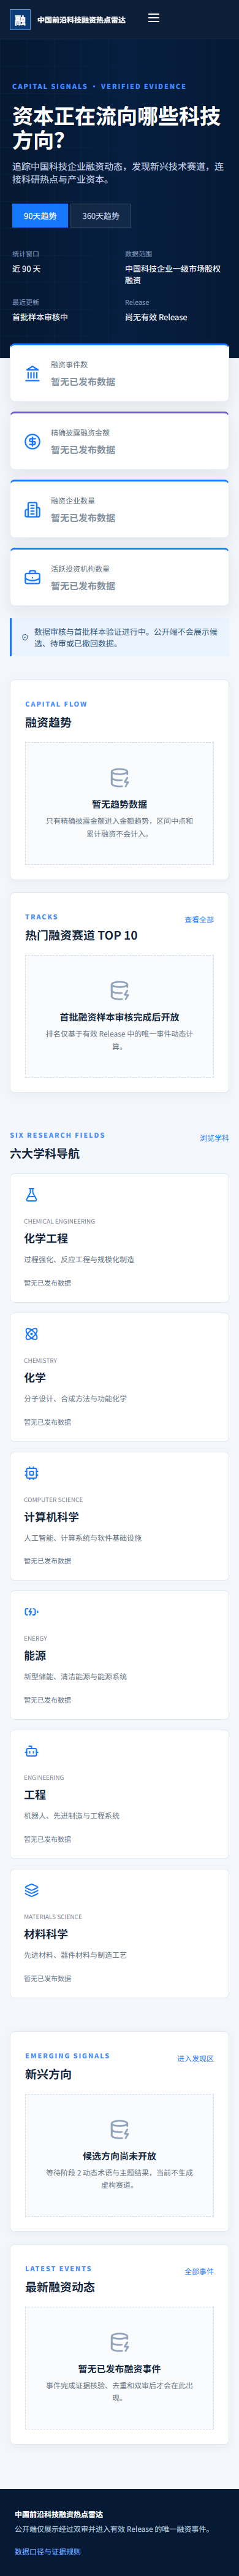 融 中国前沿科技融资热点雷达
CAPITAL SIGNALS • VERIFIED EVIDENCE
资本正在流向哪些科技
方向?
追踪中国科技企业融资动态，发现新兴技术赛道，连
接科研热点与产业资本。
90天趋势 360天趋势
统计窗口
近 90 天
数据范围
中国科技企业一级市场股权
融资
最近更新
首批样本审核中
Release
尚无有效 Release
融资事件数
暂无已发布数据
精确披露融资金额
暂无已发布数据
融资企业数量
暂无已发布数据
活跃投资机构数量
暂无已发布数据
数据审核与首批样本验证进行中。公开端不会展示候
选、待审或已撤回数据。
CAPITAL FLOW
融资趋势
暂无趋势数据
只有精确披露金额进入金额趋势，区间中点和
累计融资不会计入。
TRACKS
热门融资赛道 TOP 10
查看全部
首批融资样本审核完成后开放
排名仅基于有效 Release 中的唯一事件动态计
算。
SIX RESEARCH FIELDS
六大学科导航
浏览学科
CHEMICAL ENGINEERING
化学工程
过程强化、反应工程与规模化制造
暂无已发布数据
CHEMISTRY
化学
分子设计、合成方法与功能化学
暂无已发布数据
COMPUTER SCIENCE
计算机科学
人工智能、计算系统与软件基础设施
暂无已发布数据
ENERGY
能源
新型储能、清洁能源与能源系统
暂无已发布数据
ENGINEERING
工程
机器人、先进制造与工程系统
暂无已发布数据
MATERIALS SCIENCE
材料科学
先进材料、器件材料与制造工艺
暂无已发布数据
EMERGING SIGNALS
新兴方向
进入发现区
候选方向尚未开放
等待阶段 2 动态术语与主题结果，当前不生成
虚构赛道。
LATEST EVENTS
最新融资动态
全部事件
暂无已发布融资事件
事件完成证据核验、去重和双审后才会在此出
现。
中国前沿科技融资热点雷达
公开端仅展示经过双审并进入有效 Release 的唯一融资事件。
数据口径与证据规则